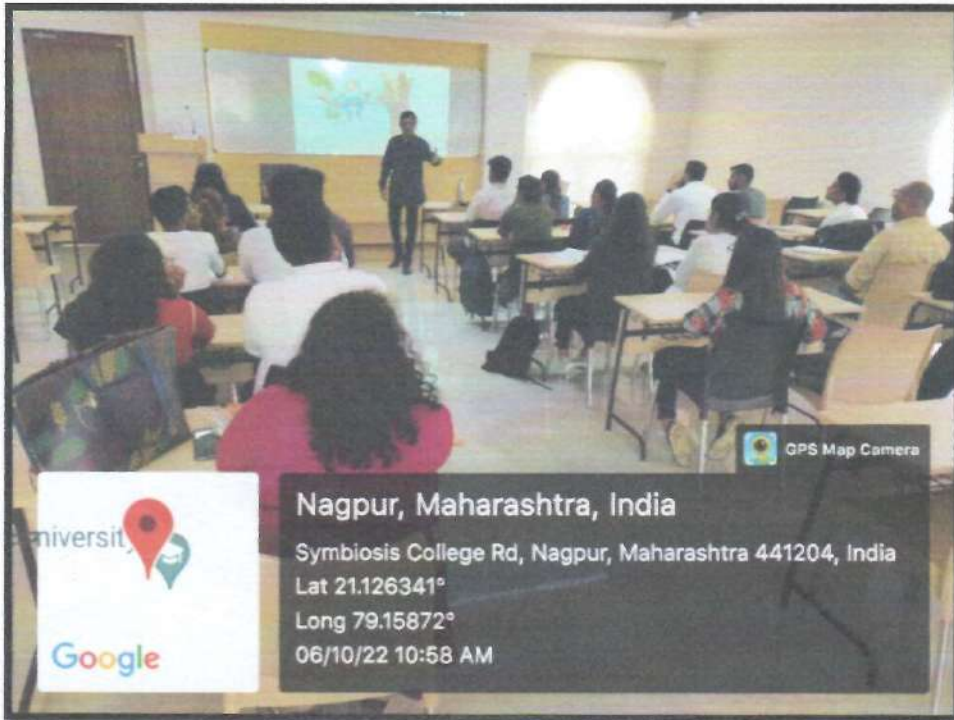 GPS Map Camera
Nagpur, Maharashtra, India
Symbiosis College Rd, Nagpur, Maharashtra 441204, India
Lat 21.126341°
Long 79.15872°
06/10/22 10:58 AM
niversit
Google